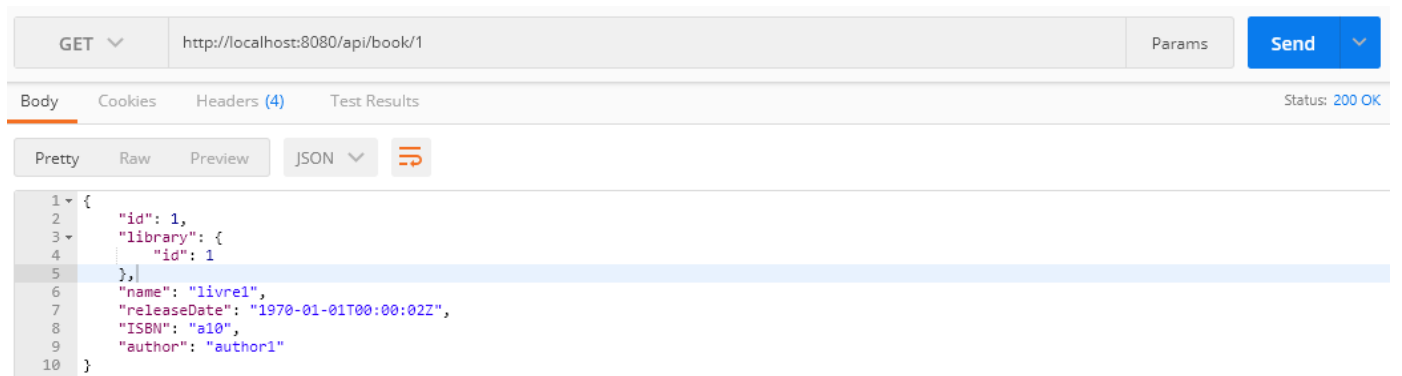 GET http://localhost:8080/api/book/1 Params Send
Body Cookies Headers (4) Test Results Status: 200 OK
Pretty Raw Preview JSON
1 {
2 "id": 1,
3 "library": {
4 "id": 1
5 },
6 "name": "livre1",
7 "releaseDate": "1970-01-01T00:00:02Z",
8 "ISBN": "a10",
9 "author": "author1"
10 }